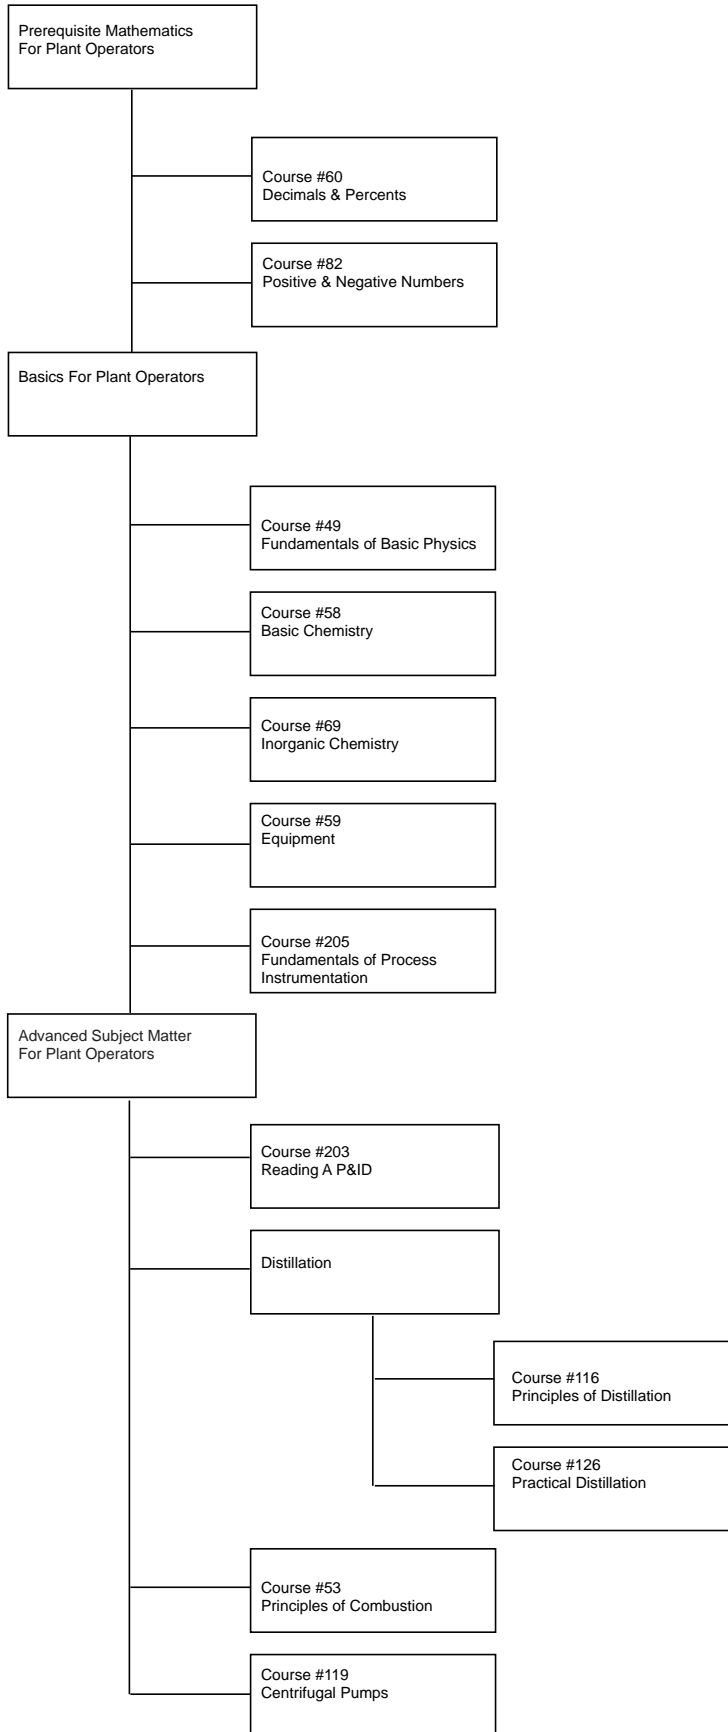 Prerequisite Mathematics
For Plant Operators
Course #60
Decimals & Percents
Course #82
Positive & Negative Numbers
Basics For Plant Operators
Course #49
Fundamentals of Basic Physics
Course #58
Basic Chemistry
Course #69
Inorganic Chemistry
Course #59
Equipment
Course #205
Fundamentals of Process
Instrumentation
Advanced Subject Matter
For Plant Operators
Course #203
Reading A P&ID
Distillation
Course #116
Principles of Distillation
Course #126
Practical Distillation
Course #53
Principles of Combustion
Course #119
Centrifugal Pumps